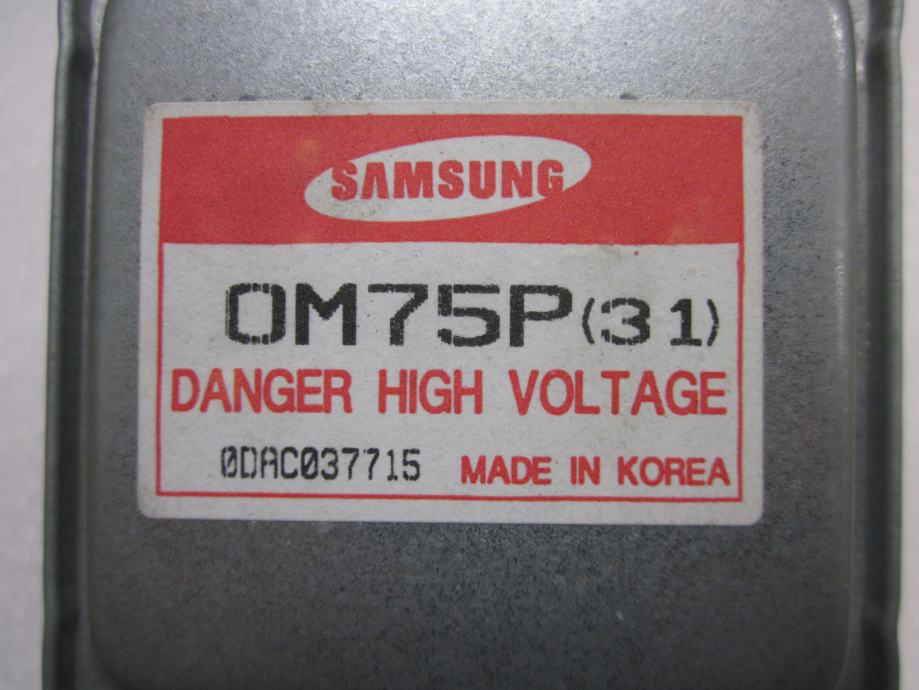 SAMSUNG
OM75P(31)
DANGER HIGH VOLTAGE
0DAC037715 MADE IN KOREA